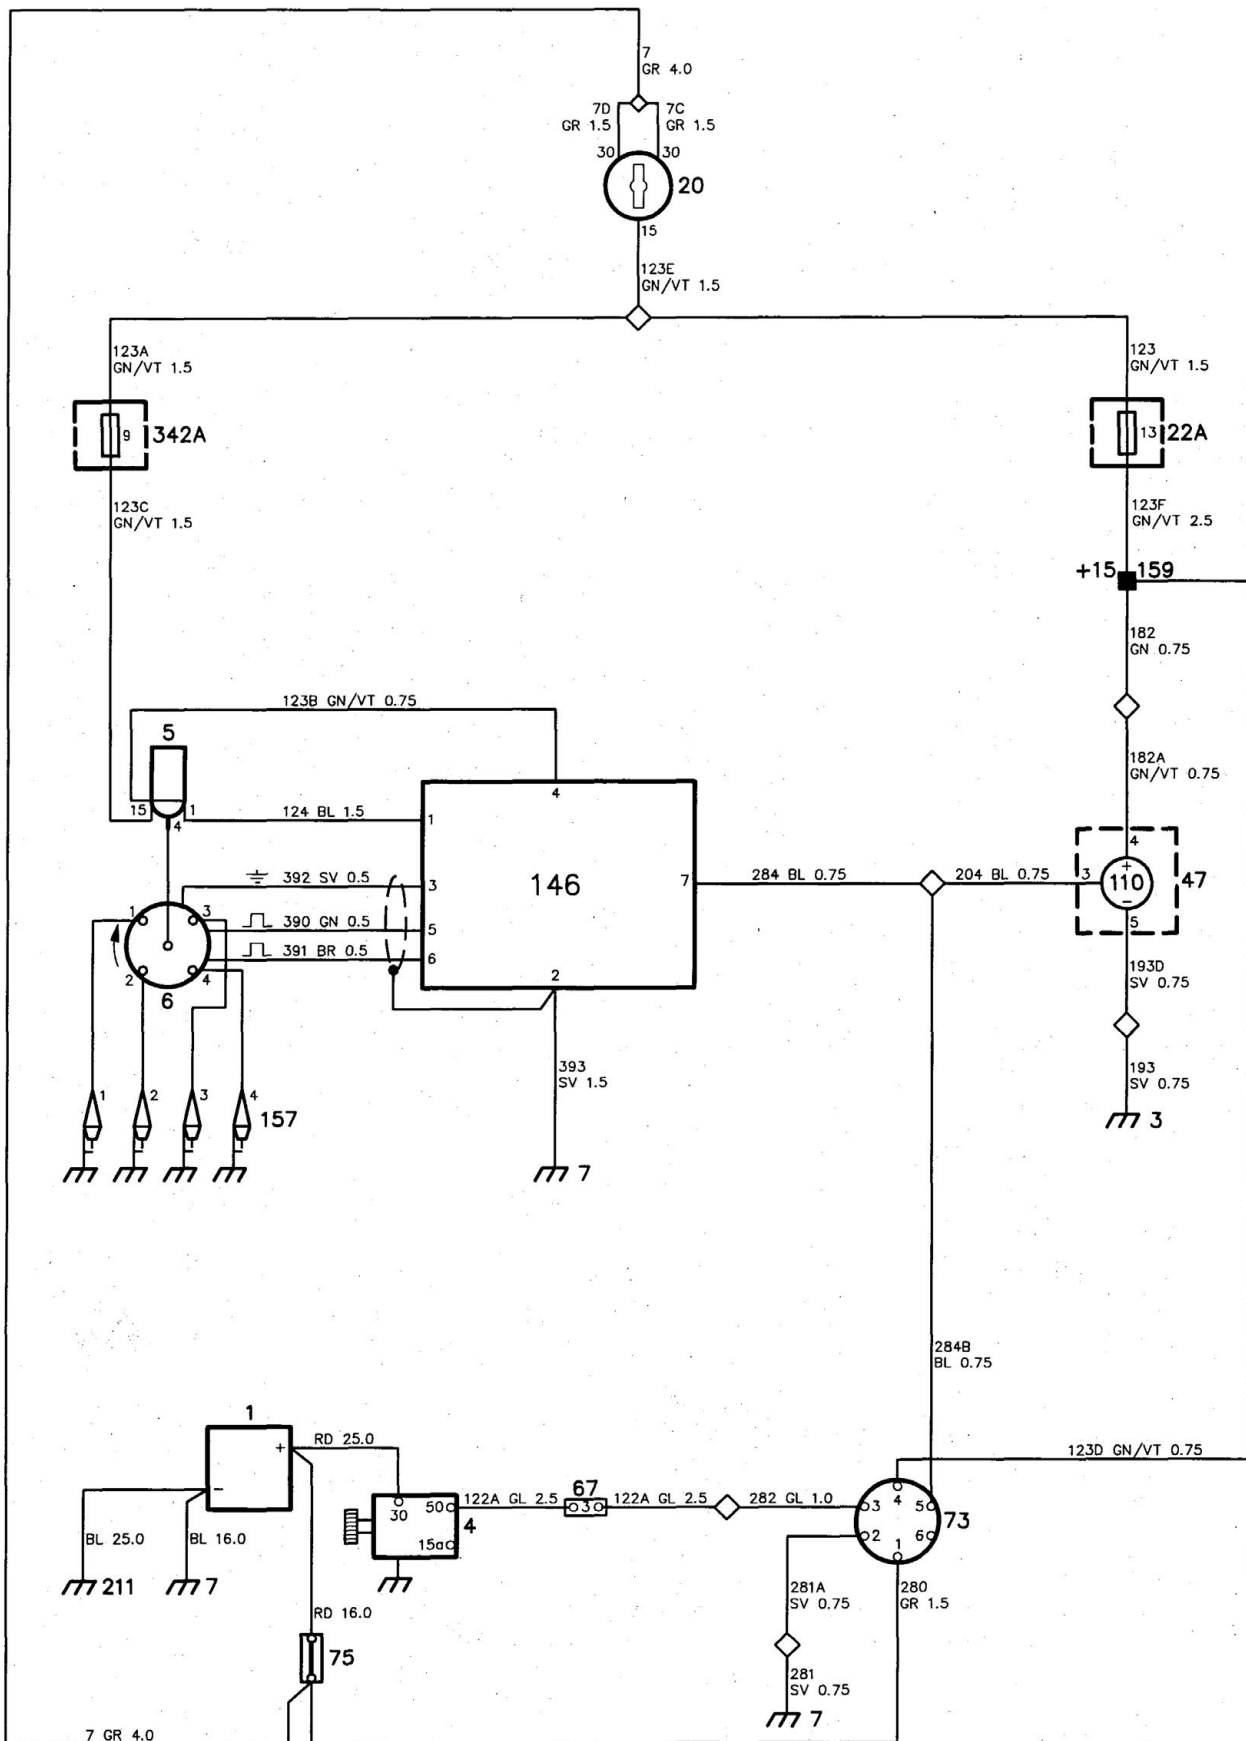 7
GR 4.0
7D
GR 1.5
7C
GR 1.5
30
30
20
15
123E
GN/VT 1.5
123A
GN/VT 1.5
123
GN/VT 1.5
9
342A
13
22A
123C
GN/VT 1.5
123F
GN/VT 2.5
+15
159
182
GN 0.75
123B GN/VT 0.75
5
182A
GN/VT 0.75
15
1
4
124 BL 1.5
1
4
146
7
284 BL 0.75
204 BL 0.75
3
4
+
110
-
5
47
392 SV 0.5
3
390 GN 0.5
5
391 BR 0.5
6
2
1
3
2
4
6
193D
SV 0.75
393
SV 1.5
193
SV 0.75
1
2
3
4
157
7
3
284B
BL 0.75
1
+
-
RD 25.0
123D GN/VT 0.75
BL 25.0
BL 16.0
30
50
15a
4
122A GL 2.5
67
3
122A GL 2.5
282 GL 1.0
3
4
5
2
1
6
73
211
7
281A
SV 0.75
280
GR 1.5
RD 16.0
75
281
SV 0.75
7
7 GR 4.0